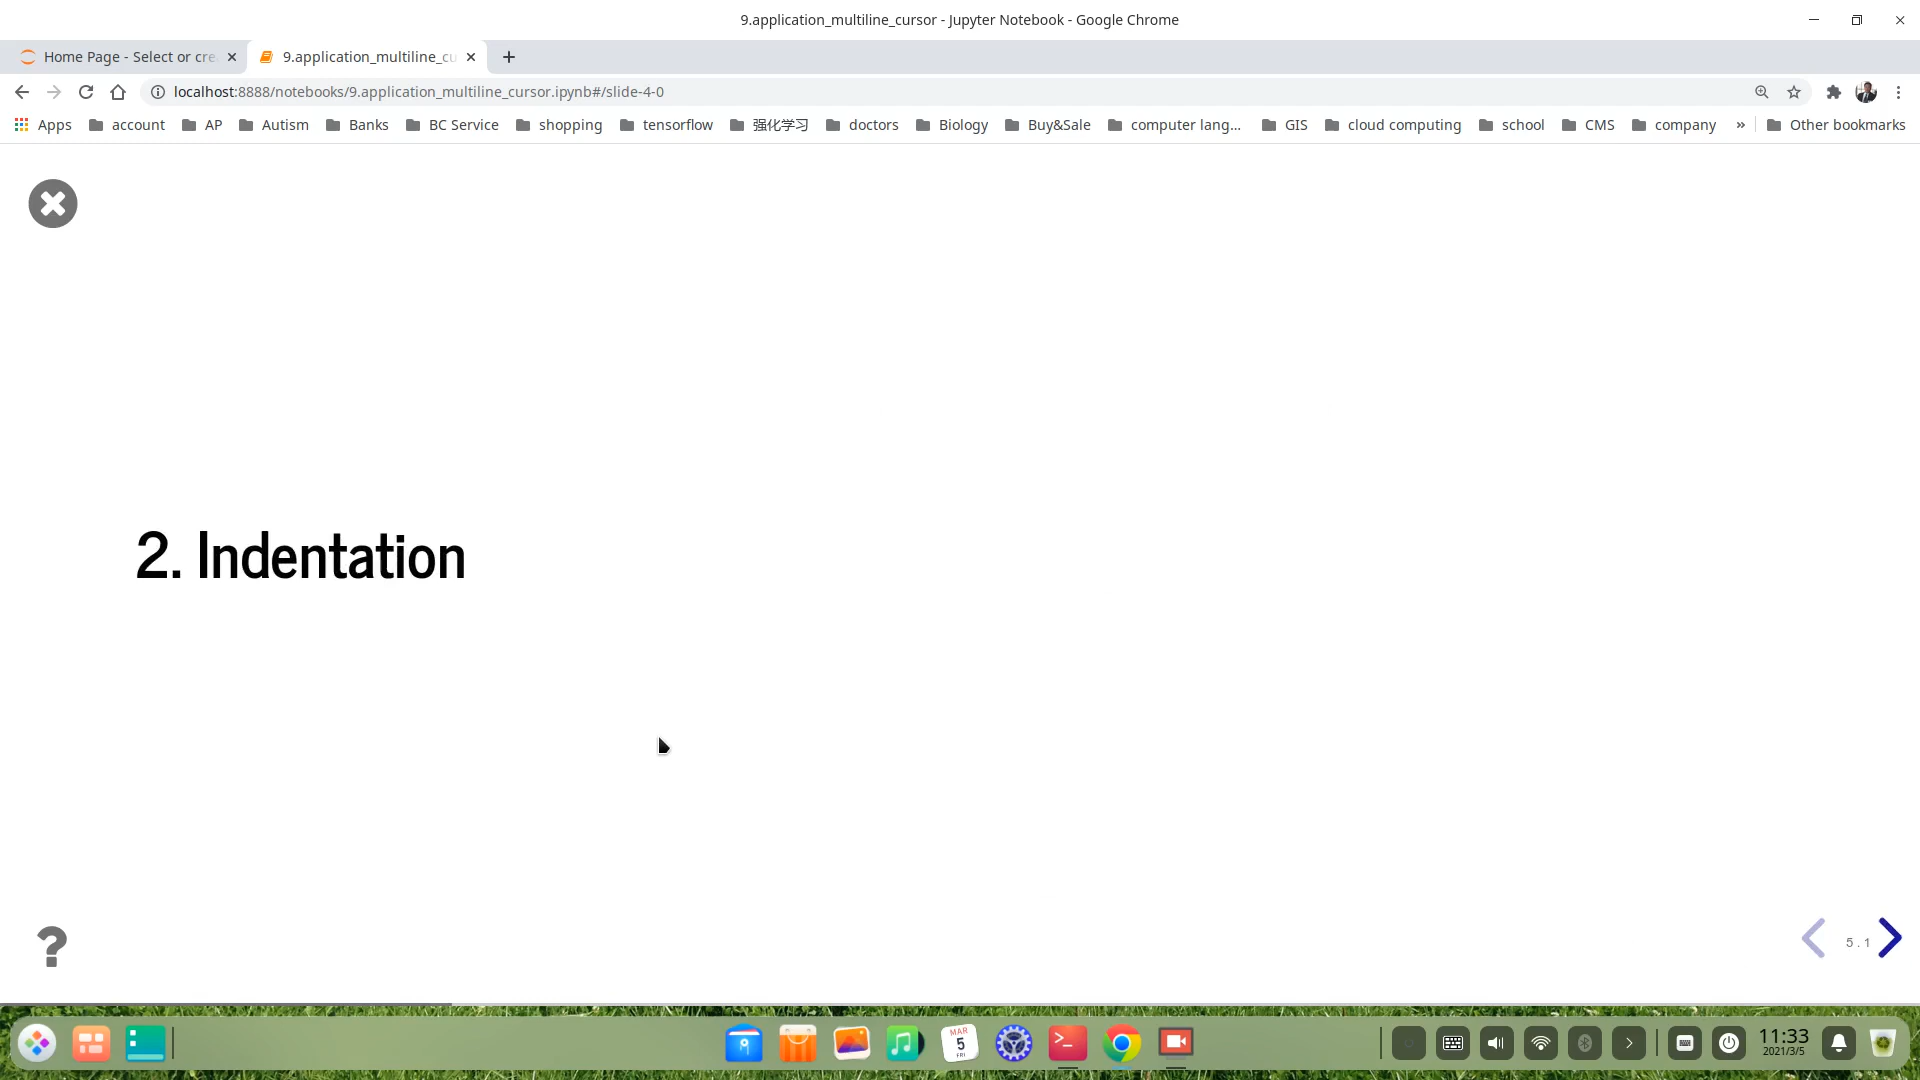 9.application_multiline_cursor - Jupyter Notebook - Google Chrome
Home Page - Select or cre
9.application_multiline_cu
localhost:8888/notebooks/9.application_multiline_cursor.ipynb#/slide-4-0
Apps account AP Autism Banks BC Service shopping tensorflow 强化学习 doctors Biology Buy&Sale computer lang... GIS cloud computing school CMS company » Other bookmarks
2. Indentation
?
5 . 1
MAR
5
FRI
11:33
2021/3/5